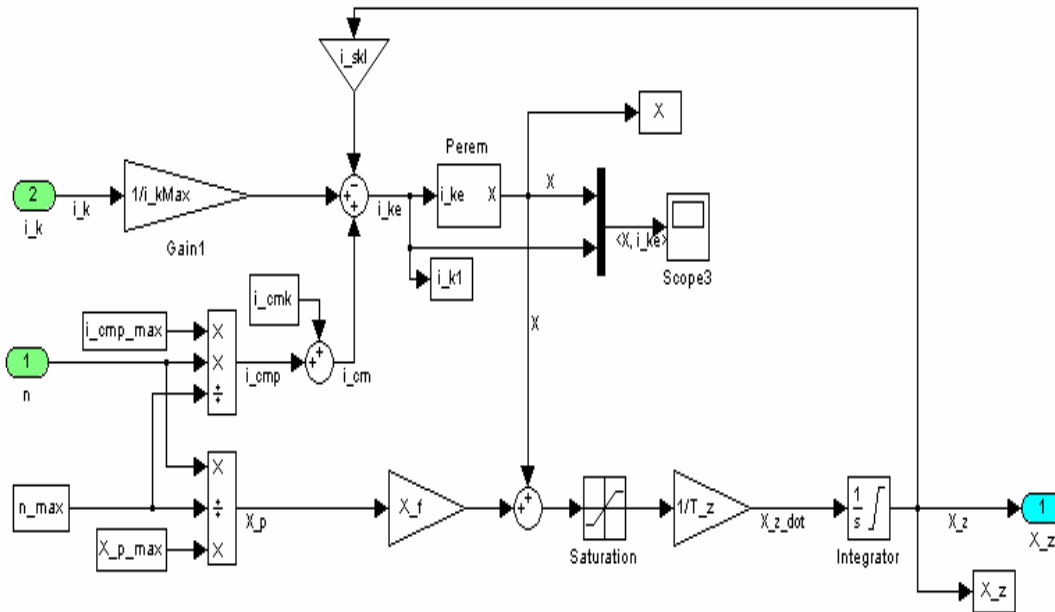 i_skl
X
Perem
2
i_k
i_k
1/i_kMax
Gain1
−
+
+
i_ke
i_ke
X
X
<X, i_ke>
Scope3
i_k1
i_cmk
i_cmp_max
1
n
X
X
÷
i_cmp
+
+
i_cm
X
n_max
X_p_max
X
÷
X
X_p
X_f
+
+
Saturation
1/T_z
X_z_dot
1
s
Integrator
X_z
1
X_z
X_z